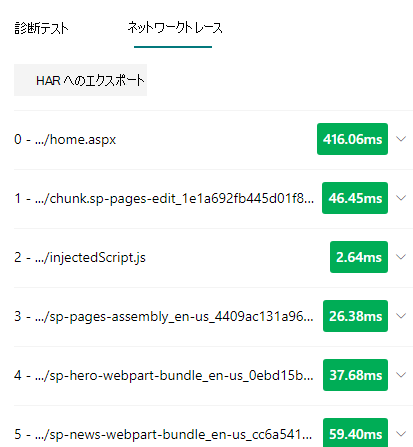 診断テスト
ネットワークトレース
HAR へのエクスポート
0 - .../home.aspx 416.06ms
1 - .../chunk.sp-pages-edit_1e1a692fb445d01f8... 46.45ms
2 - .../injectedScript.js 2.64ms
3 - .../sp-pages-assembly_en-us_4409ac131a96... 26.38ms
4 - .../sp-hero-webpart-bundle_en-us_0ebd15b... 37.68ms
5 - .../sp-news-webpart-bundle_en-us_cc6a541... 59.40ms